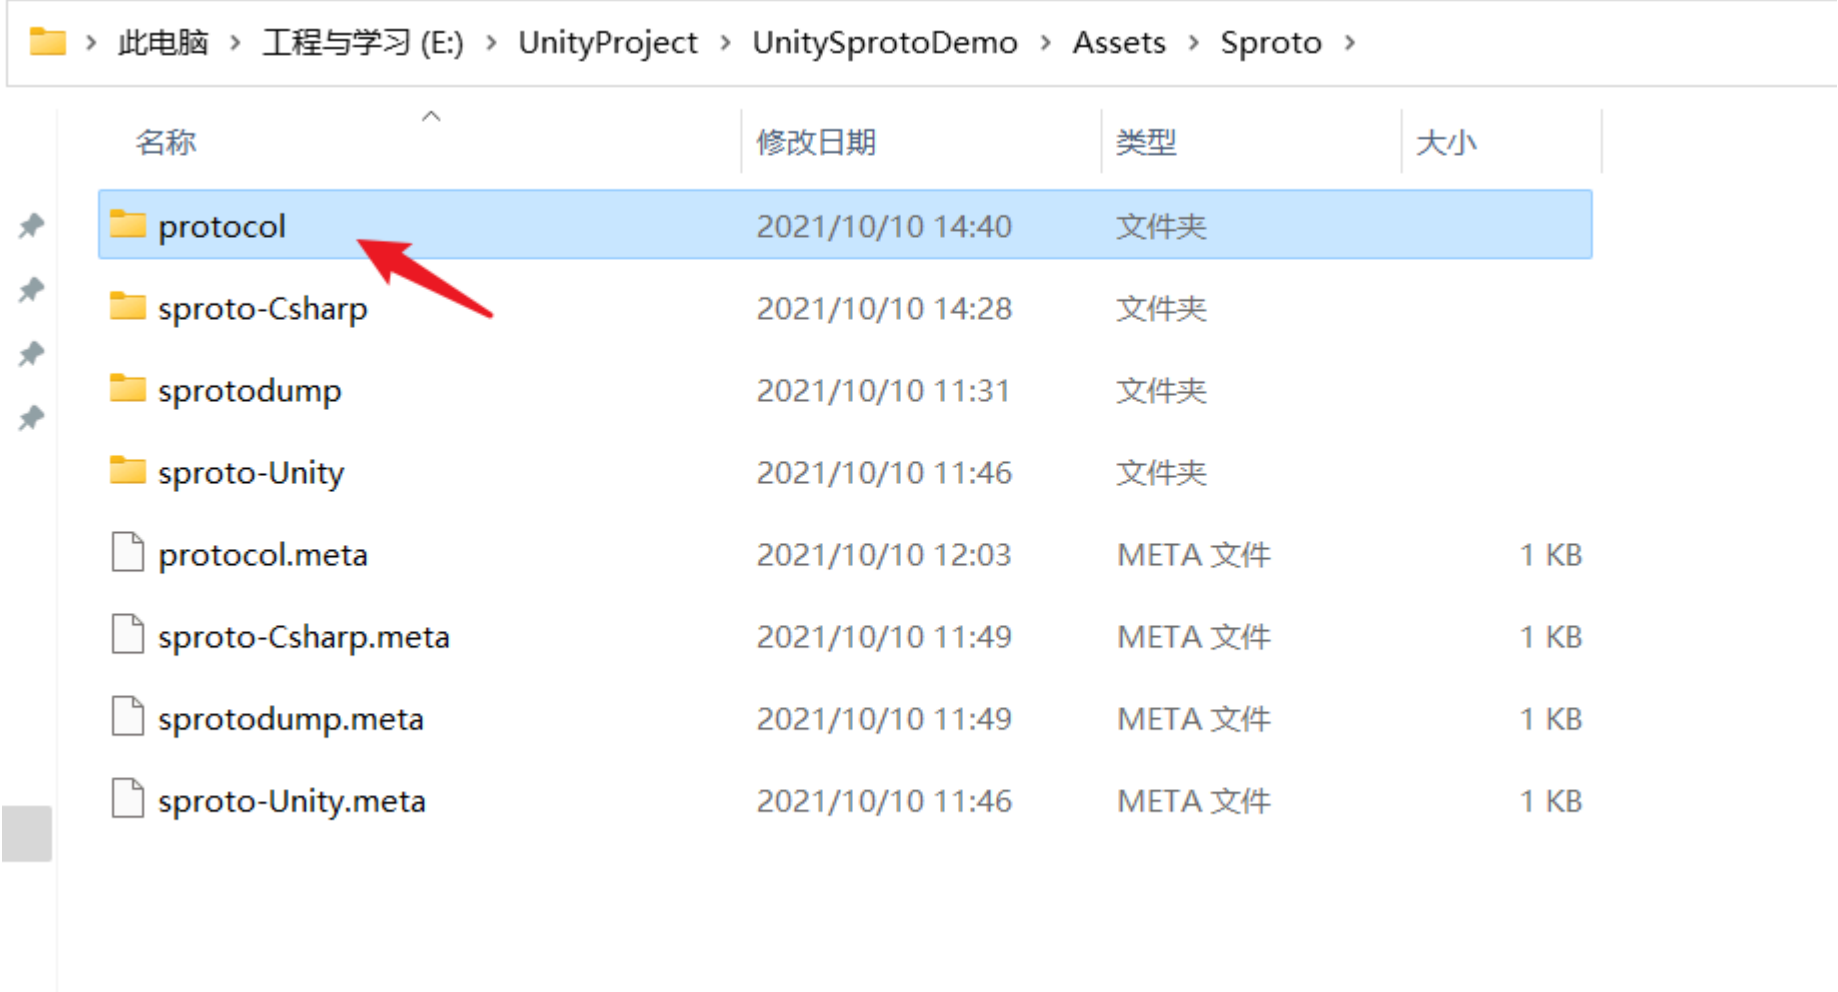 此电脑 > 工程与学习 (E:) > UnityProject > UnitySprotoDemo > Assets > Sproto >
名称 修改日期 类型 大小
protocol 2021/10/10 14:40 文件夹
sproto-Csharp 2021/10/10 14:28 文件夹
sprotodump 2021/10/10 11:31 文件夹
sproto-Unity 2021/10/10 11:46 文件夹
protocol.meta 2021/10/10 12:03 META 文件 1 KB
sproto-Csharp.meta 2021/10/10 11:49 META 文件 1 KB
sprotodump.meta 2021/10/10 11:49 META 文件 1 KB
sproto-Unity.meta 2021/10/10 11:46 META 文件 1 KB